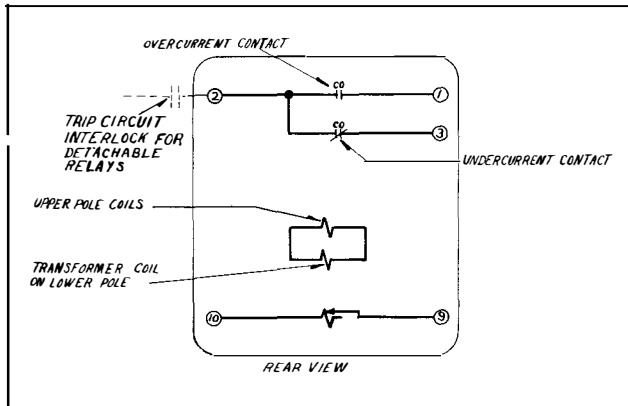 OVERCURRENT CONTACT
CO
2
1
TRIP CIRCUIT
INTERLOCK FOR
DETACHABLE
RELAYS
CO
3
UNDERCURRENT CONTACT
UPPER POLE COILS
TRANSFORMER COIL
ON LOWER POLE
10
9
REAR VIEW